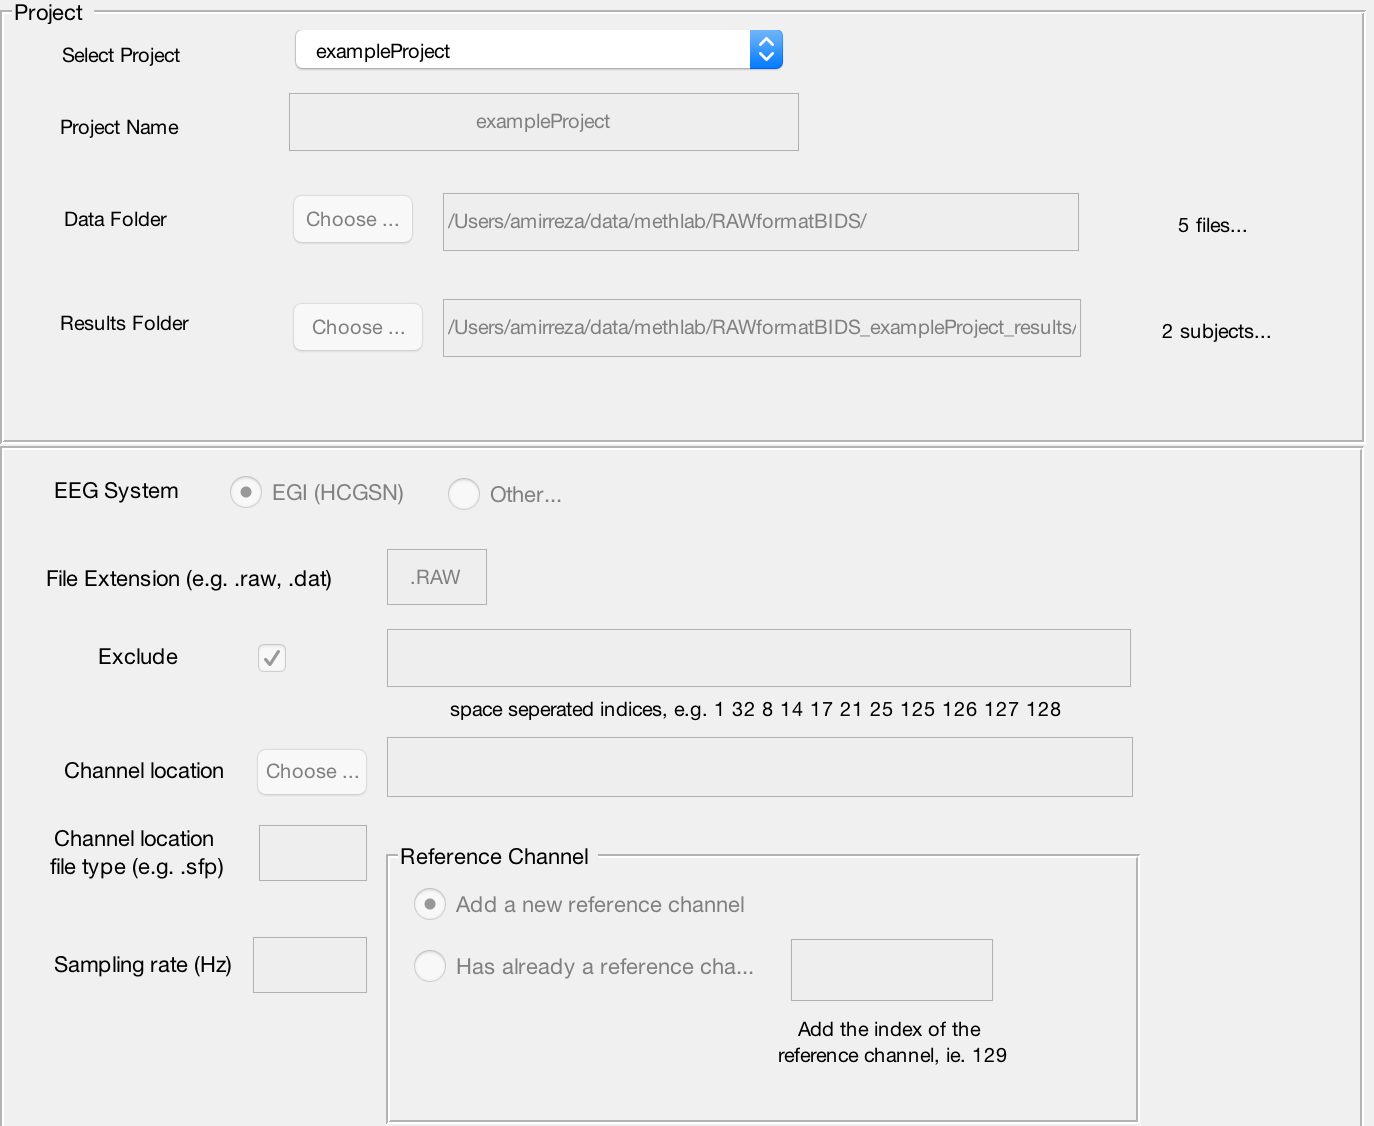 Project
Select Project
exampleProject
Project Name
exampleProject
Data Folder
Choose ...
/Users/amirreza/data/methlab/RAWformatBIDS/
5 files...
Results Folder
Choose ...
/Users/amirreza/data/methlab/RAWformatBIDS_exampleProject_results/
2 subjects...
EEG System
EGI (HCGSN)
Other...
File Extension (e.g. .raw, .dat)
.RAW
Exclude
space seperated indices, e.g. 1 32 8 14 17 21 25 125 126 127 128
Channel location
Choose ...
Channel location
file type (e.g. .sfp)
Reference Channel
Add a new reference channel
Sampling rate (Hz)
Has already a reference cha...
Add the index of the
reference channel, ie. 129